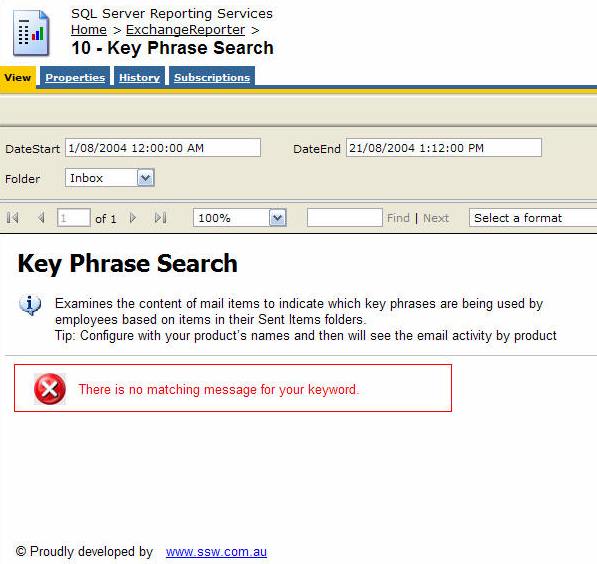 SQL Server Reporting Services
Home > ExchangeReporter >
10 - Key Phrase Search
View Properties History Subscriptions
DateStart 1/08/2004 12:00:00 AM DateEnd 21/08/2004 1:12:00 PM
Folder Inbox
1 of 1 100% Find | Next Select a format
Key Phrase Search
Examines the content of mail items to indicate which key phrases are being used by
employees based on items in their Sent Items folders.
Tip: Configure with your product's names and then will see the email activity by product
There is no matching message for your keyword.
© Proudly developed by www.ssw.com.au